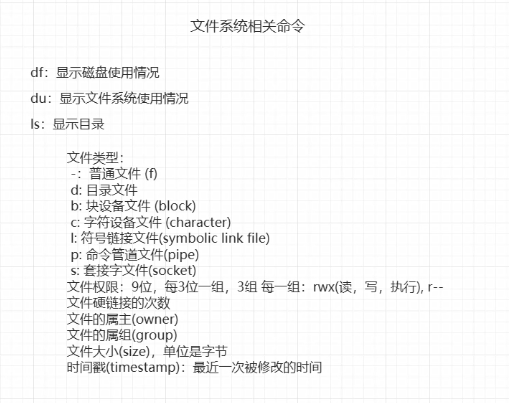 文件系统相关命令
df：显示磁盘使用情况
du：显示文件系统使用情况
ls：显示目录
文件类型：
-：普通文件 (f)
d: 目录文件
b: 块设备文件 (block)
c: 字符设备文件 (character)
l: 符号链接文件(symbolic link file)
p: 命令管道文件(pipe)
s: 套接字文件(socket)
文件权限：9位，每3位一组，3组 每一组：rwx(读，写，执行), r--
文件硬链接的次数
文件的属主(owner)
文件的属组(group)
文件大小(size)，单位是字节
时间戳(timestamp)：最近一次被修改的时间